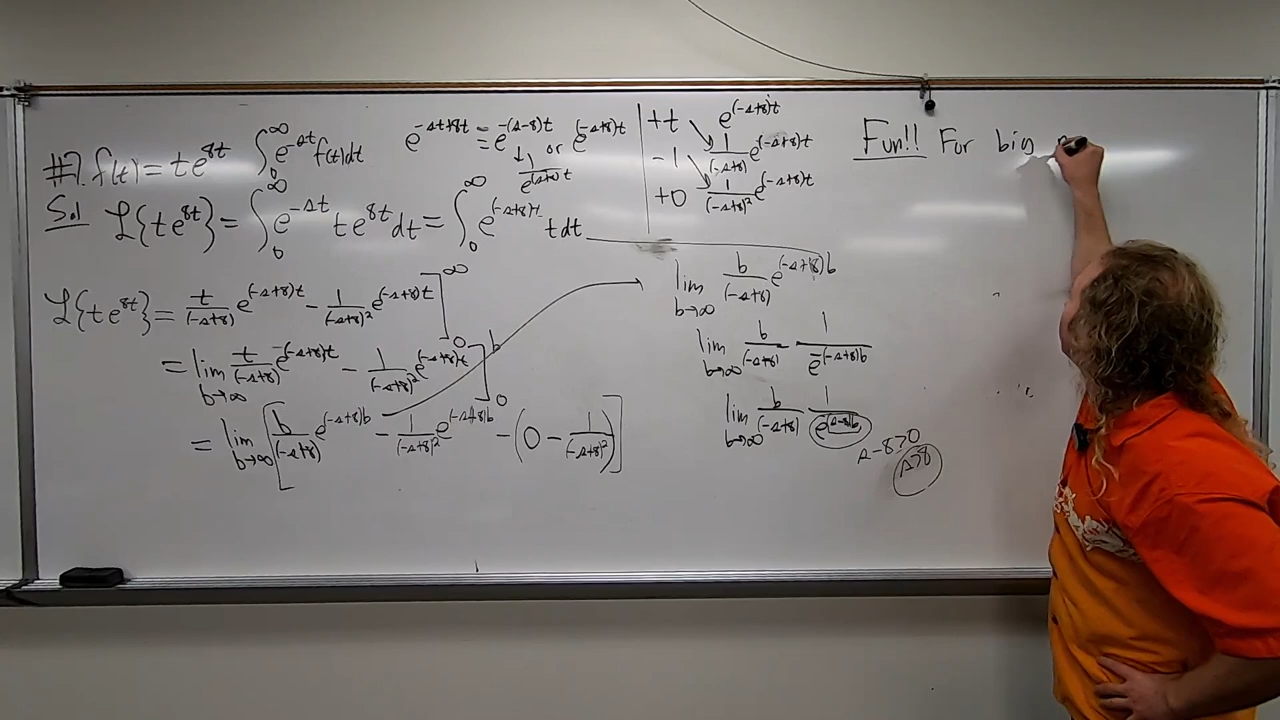 #7. f(t) = te^{8t} ∫_0^∞ e^{-st} f(t)dt e^{-st+8t} = e^{-(s-8)t} or e^{(-s+8)t}
↓
Sol ℒ{te^{8t}} = ∫_0^∞ e^{-st} te^{8t} dt = ∫_0^∞ e^{(-s+8)t} t dt
ℒ{te^{8t}} = t/(-s+8) e^{(-s+8)t} - 1/(-s+8)² e^{(-s+8)t} ]_0^∞
= lim_{b→∞} t/(-s+8) e^{(-s+8)t} - 1/(-s+8)² e^{(-s+8)t} ]_0^b
= lim_{b→∞} [ b/(-s+8) e^{(-s+8)b} - 1/(-s+8)² e^{(-s+8)b} - (0 - 1/(-s+8)²) ]
+t e^{(-s+8)t}
-1 1/(-s+8) e^{(-s+8)t}
+0 1/(-s+8)² e^{(-s+8)t}
lim_{b→∞} b/(-s+8) e^{(-s+8)b}
lim_{b→∞} b/(-s+8) 1/e^{-(-s+8)b}
lim_{b→∞} b/(-s+8) 1/e^{(s-8)b}
s-8>0
s>8
Fun!! For big